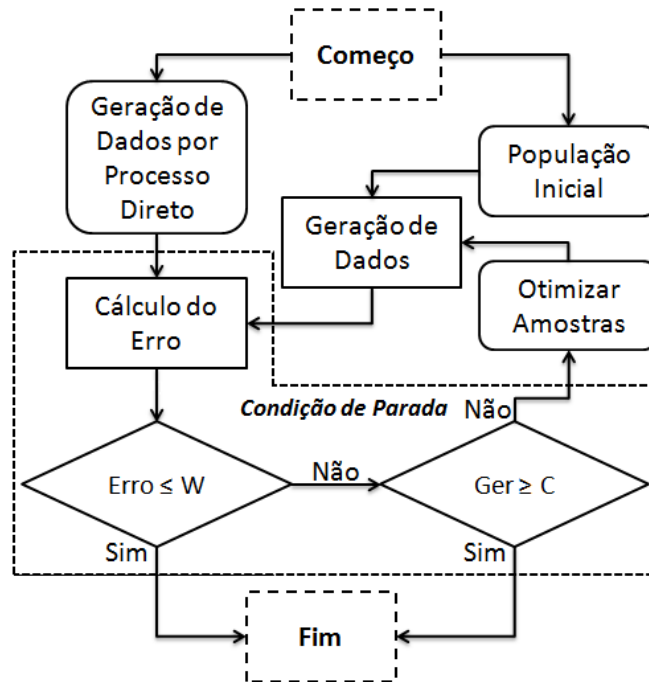 Começo
Geração de
Dados por
Processo
Direto
População
Inicial
Geração de
Dados
Cálculo do
Erro
Otimizar
Amostras
Condição de Parada
Não
Erro ≤ W
Não
Ger ≥ C
Sim
Sim
Fim